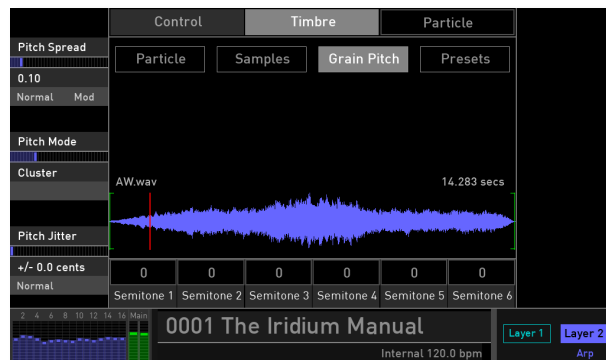 Control Timbre Particle
Particle Samples Grain Pitch Presets
Pitch Spread
0.10
Normal Mod
Pitch Mode
Cluster
Pitch Jitter
+/- 0.0 cents
Normal
AW.wav 14.283 secs
0 0 0 0 0 0
Semitone 1 Semitone 2 Semitone 3 Semitone 4 Semitone 5 Semitone 6
2 4 6 8 10 12 14 16 Main
0001 The Iridium Manual
Internal 120.0 bpm
Layer 1 Layer 2
Arp